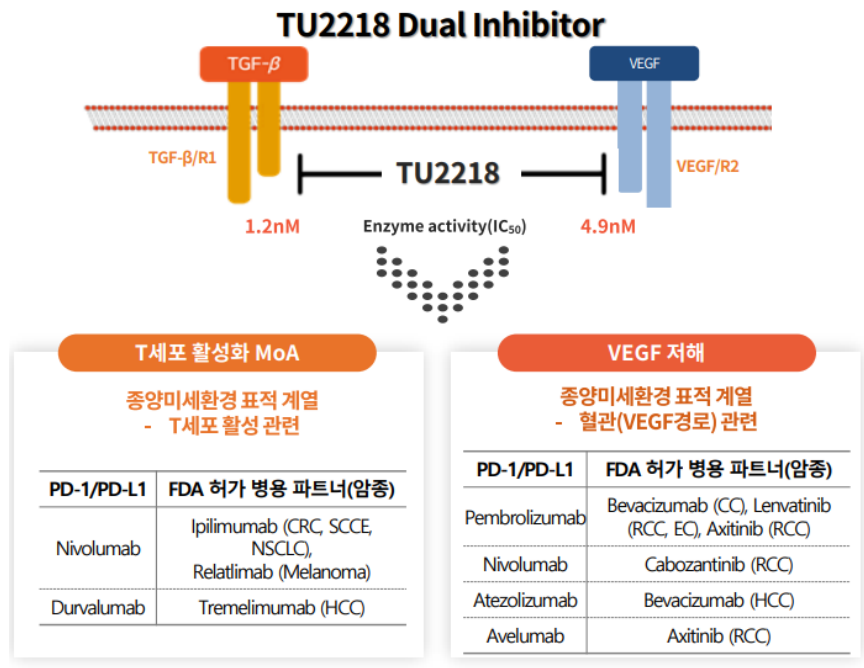 TU2218 Dual Inhibitor
TGF-β
VEGF
TGF-β/R1
TU2218
VEGF/R2
1.2nM
Enzyme activity(IC₅₀)
4.9nM
T세포 활성화 MoA
종양미세환경 표적 계열
- T세포 활성 관련
PD-1/PD-L1 FDA 허가 병용 파트너(암종)
Nivolumab
Ipilimumab (CRC, SCCE,
NSCLC),
Relatlimab (Melanoma)
Durvalumab Tremelimumab (HCC)
VEGF 저해
종양미세환경 표적 계열
- 혈관(VEGF경로) 관련
PD-1/PD-L1 FDA 허가 병용 파트너(암종)
Pembrolizumab
Bevacizumab (CC), Lenvatinib
(RCC, EC), Axitinib (RCC)
Nivolumab Cabozantinib (RCC)
Atezolizumab Bevacizumab (HCC)
Avelumab Axitinib (RCC)